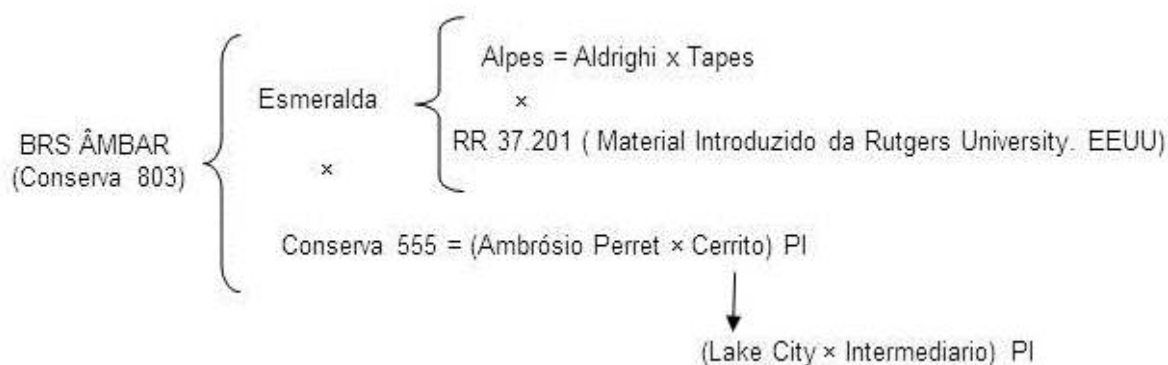 Alpes = Aldrighi x Tapes
Esmeralda
×
BRS ÂMBAR
(Conserva 803)
RR 37.201 ( Material Introduzido da Rutgers University. EEUU)
×
Conserva 555 = (Ambrósio Perret × Cerrito) PI
(Lake City × Intermediario) PI